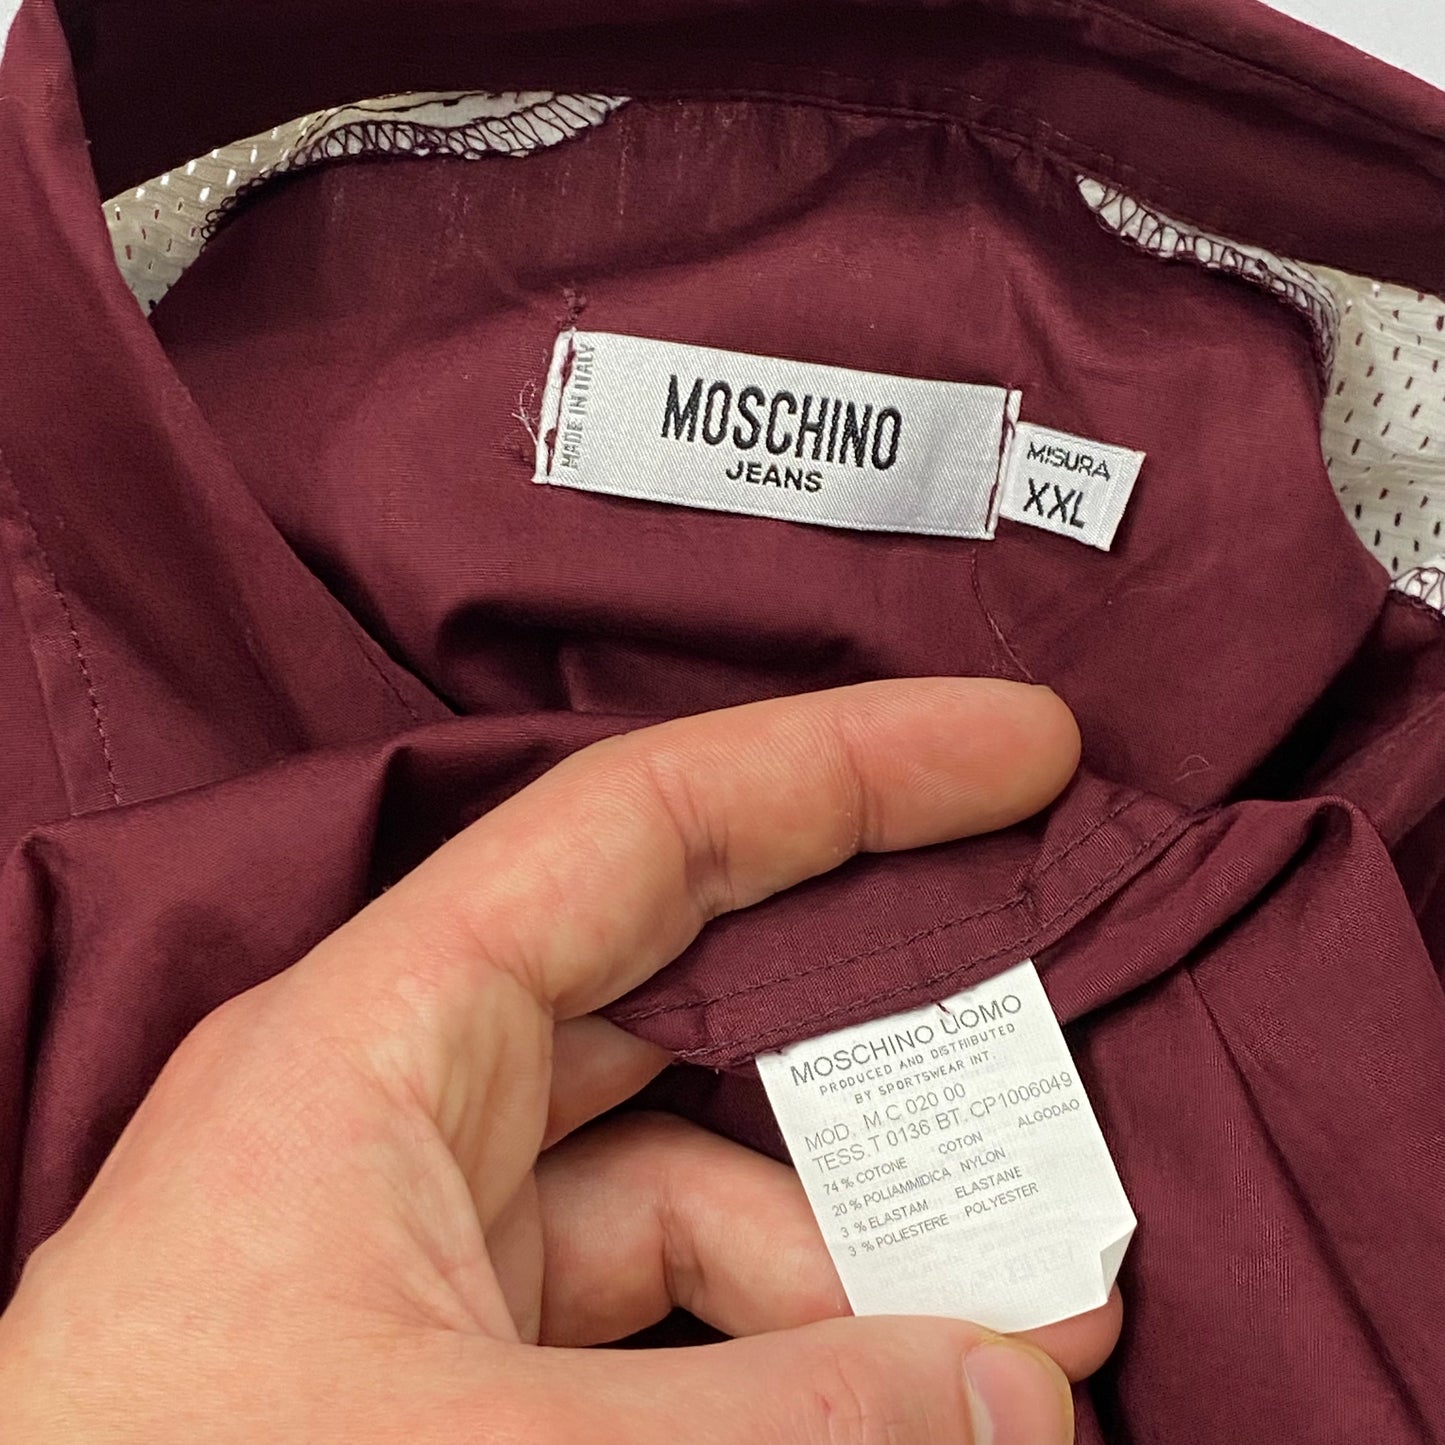 MADE IN ITALY
MOSCHINO
JEANS
MISURA
XXL
MOSCHINO UOMO
PRODUCED AND DISTRIBUTED
BY SPORTSWEAR INT.
MOD. M C 020 00
TESS.T 0136 BT. CP1006049
74 % COTONE COTON ALGODAO
20 % POLIAMMIDICA NYLON
3 % ELASTAM ELASTANE
3 % POLIESTERE POLYESTER